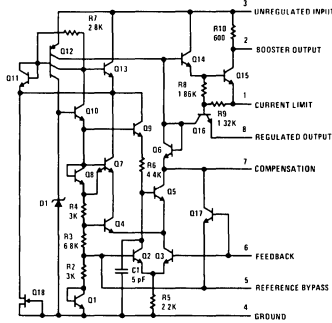 3 UNREGULATED INPUT
R7
2 8K
R10
600
Q12
Q14
2 BOOSTER OUTPUT
Q11
Q13
Q15
R8
1 86K
1 CURRENT LIMIT
R9
1 32K
Q10
Q16
8 REGULATED OUTPUT
Q9
Q6
7 COMPENSATION
Q8
Q7
R6
4 4K
Q5
D1
R4
3K
Q4
Q17
R3
6 8K
6 FEEDBACK
Q2
Q3
R2
3K
C1
5 pF
5 REFERENCE BYPASS
Q18
Q1
R5
2 2K
4 GROUND